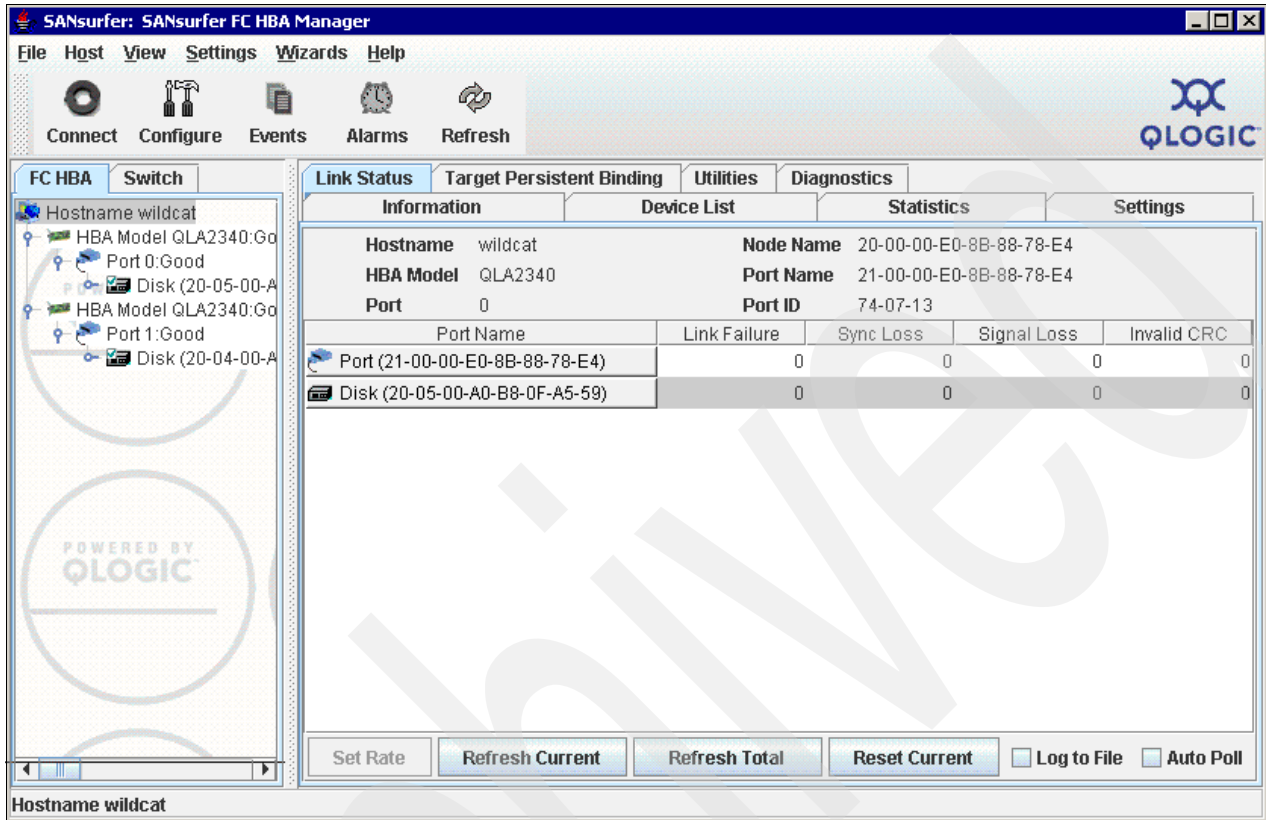 SANsurfer: SANsurfer FC HBA Manager
File Host View Settings Wizards Help
Connect Configure Events Alarms Refresh
QLOGIC
FC HBA Switch
Hostname wildcat
HBA Model QLA2340:Go
Port 0:Good
Disk (20-05-00-A
HBA Model QLA2340:Go
Port 1:Good
Disk (20-04-00-A
POWERED BY
QLOGIC
Link Status Target Persistent Binding Utilities Diagnostics
Information Device List Statistics Settings
Hostname wildcat Node Name 20-00-00-E0-8B-88-78-E4
HBA Model QLA2340 Port Name 21-00-00-E0-8B-88-78-E4
Port 0 Port ID 74-07-13
Port Name Link Failure Sync Loss Signal Loss Invalid CRC
Port (21-00-00-E0-8B-88-78-E4) 0 0 0 0
Disk (20-05-00-A0-B8-0F-A5-59) 0 0 0 0
Set Rate Refresh Current Refresh Total Reset Current Log to File Auto Poll
Hostname wildcat